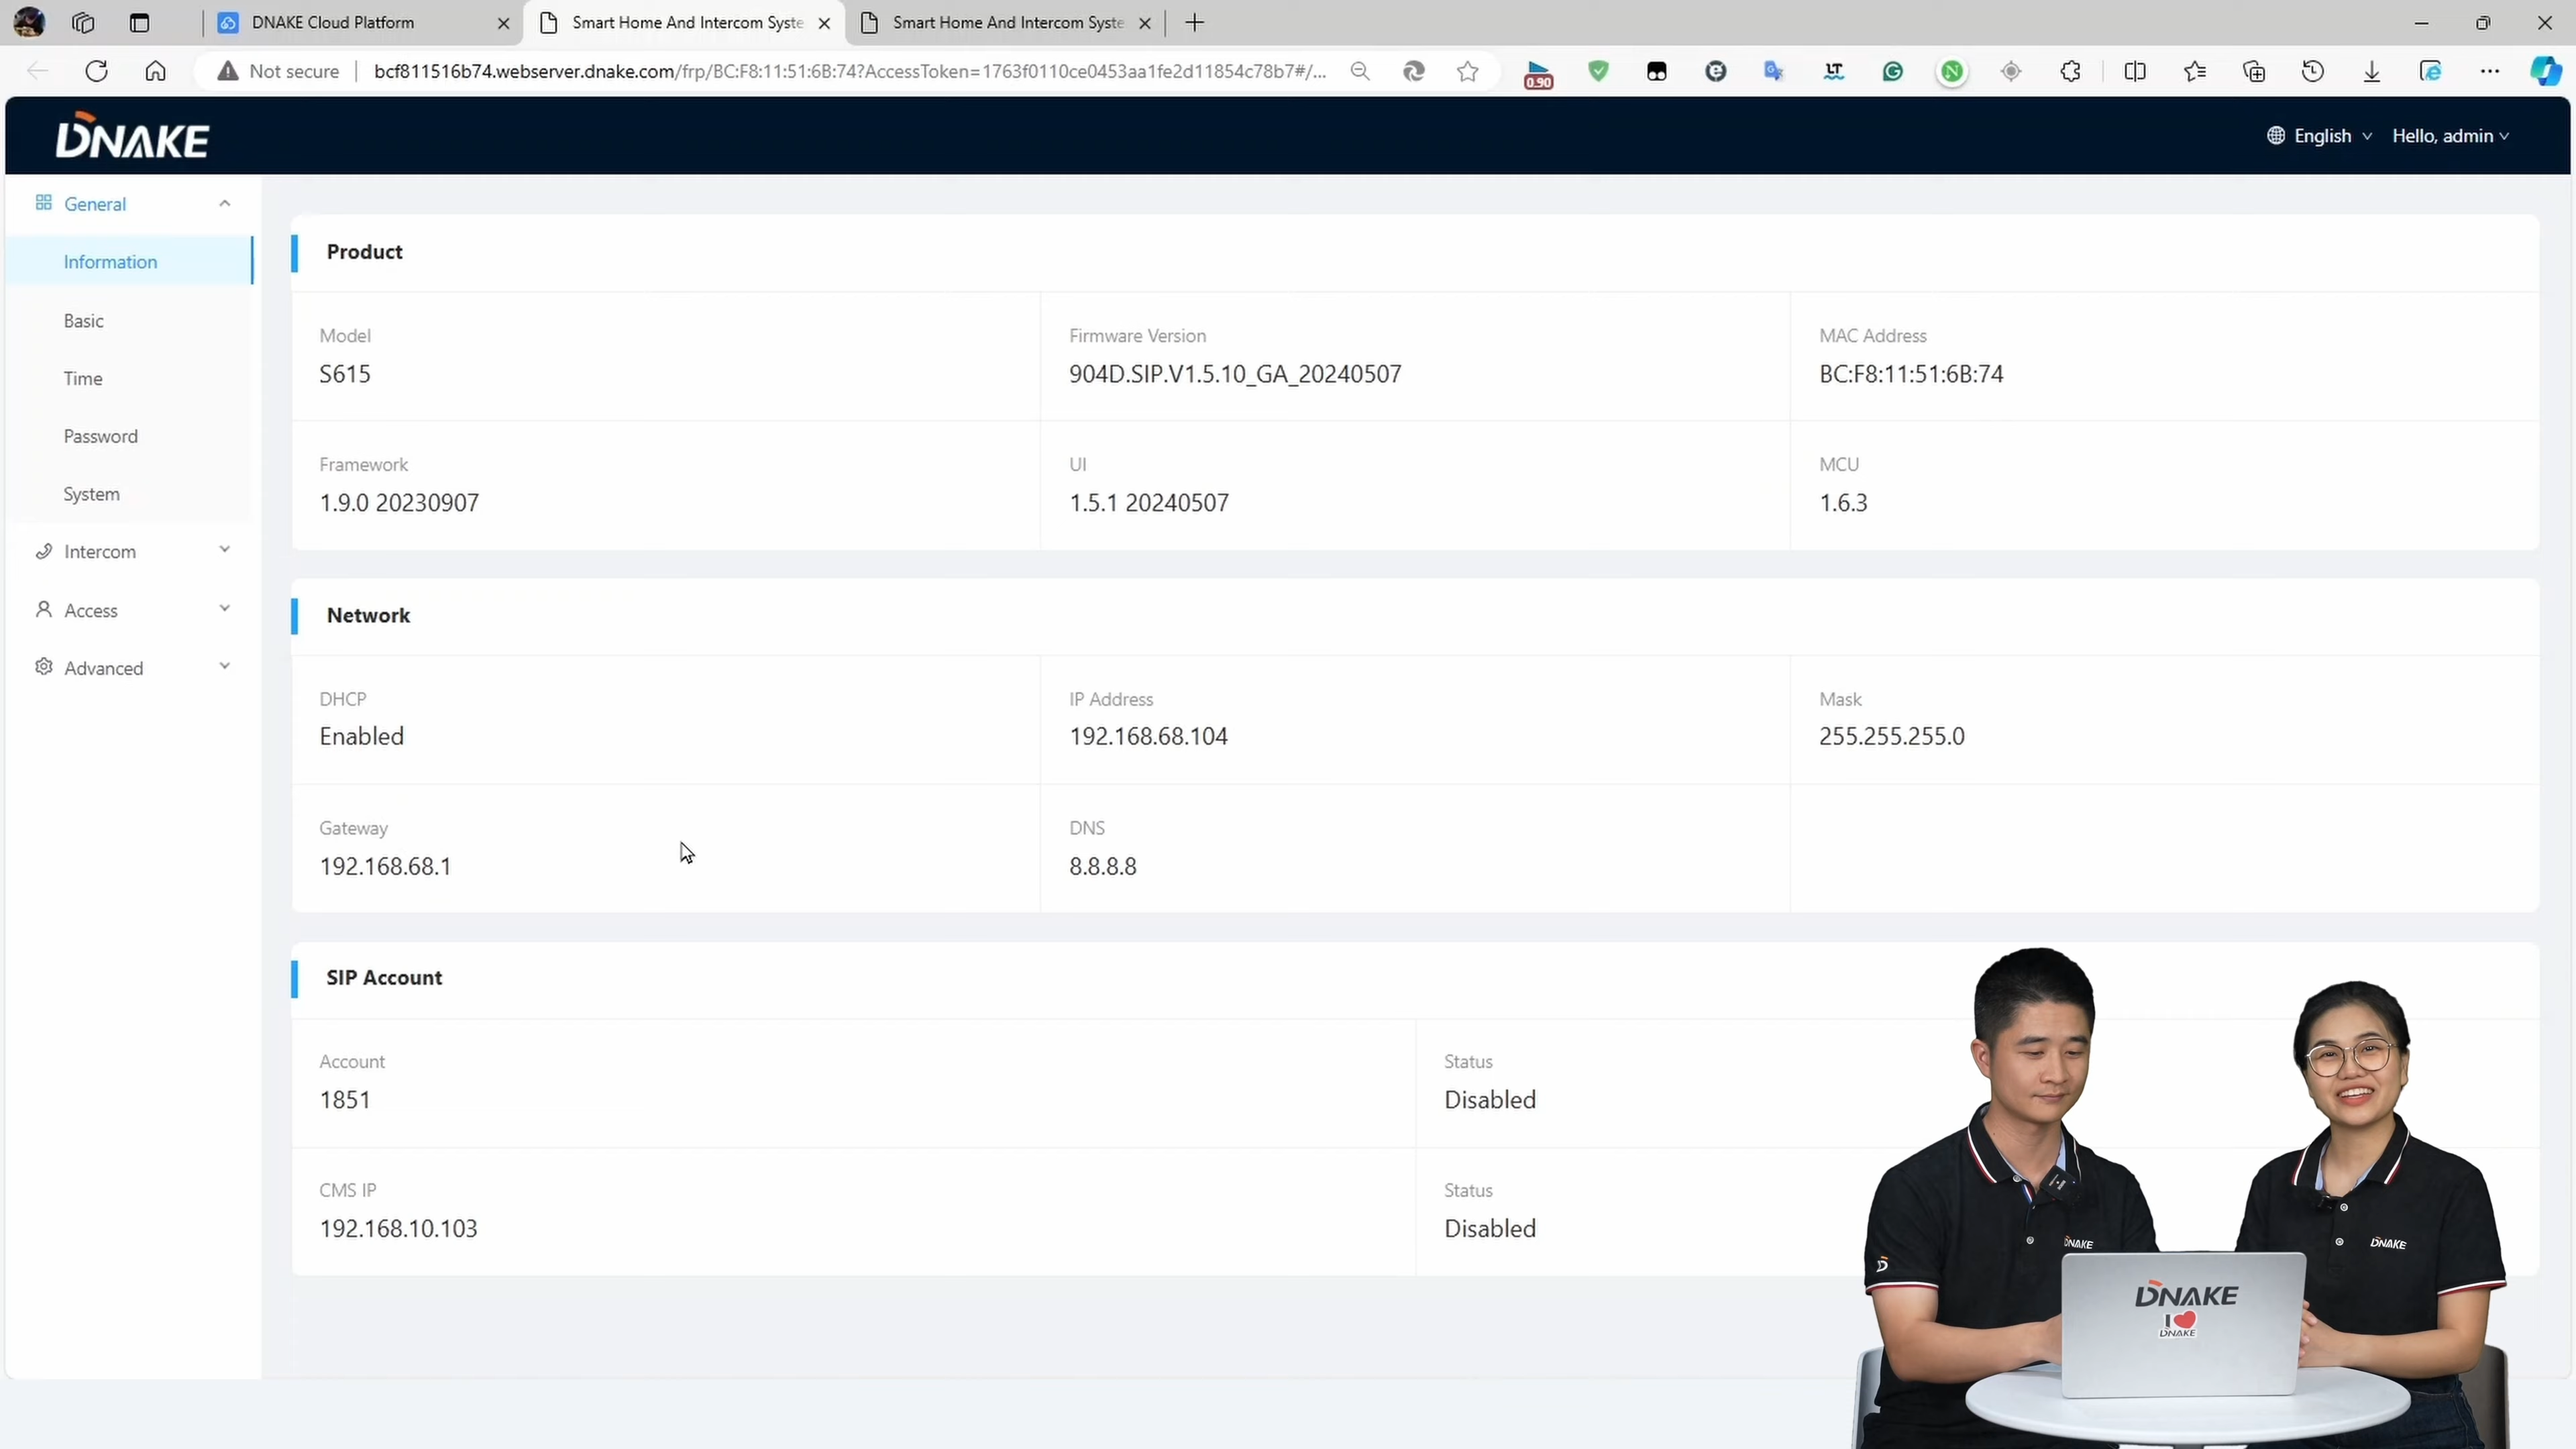 DNAKE Cloud Platform
Smart Home And Intercom Syste
Smart Home And Intercom Syste
Not secure
bcf811516b74.webserver.dnake.com/frp/BC:F8:11:51:6B:74?AccessToken=1763f0110ce0453aa1fe2d11854c78b7#/...
0.90
DNAKE
English
Hello, admin
General
Information
Basic
Time
Password
System
Intercom
Access
Advanced
Product
Model
S615
Firmware Version
904D.SIP.V1.5.10_GA_20240507
MAC Address
BC:F8:11:51:6B:74
Framework
1.9.0 20230907
UI
1.5.1 20240507
MCU
1.6.3
Network
DHCP
Enabled
IP Address
192.168.68.104
Mask
255.255.255.0
Gateway
192.168.68.1
DNS
8.8.8.8
SIP Account
Account
1851
Status
Disabled
CMS IP
192.168.10.103
Status
Disabled
DNAKE
DNAKE
DNAKE
I
DNAKE